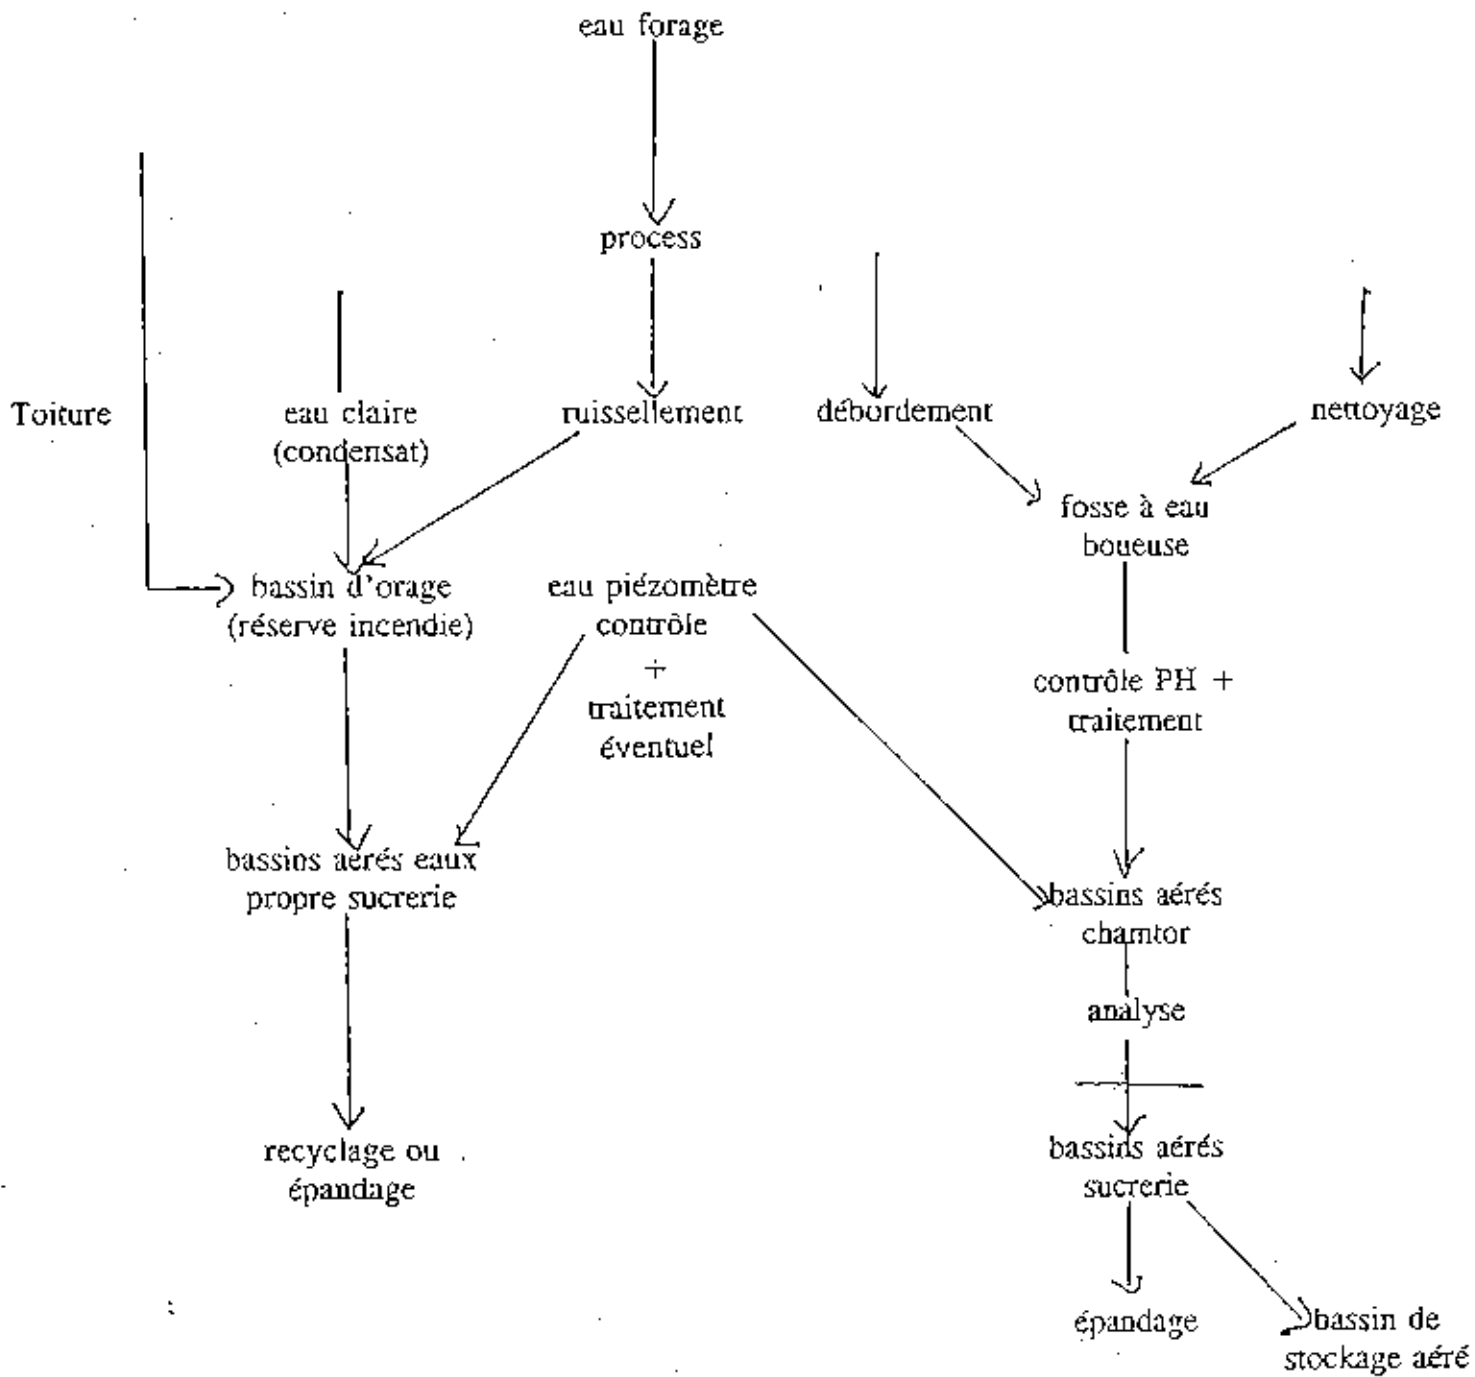 eau forage
process
Toiture
eau claire
(condensat)
ruissellement
débordement
nettoyage
fosse à eau
boueuse
bassin d'orage
(réserve incendie)
eau piézomètre
contrôle
+
traitement
éventuel
contrôle PH +
traitement
bassins aérés eaux
propre sucrerie
bassins aérés
chamtor
analyse
recyclage ou
épandage
bassins aérés
sucrerie
épandage
bassin de
stockage aéré